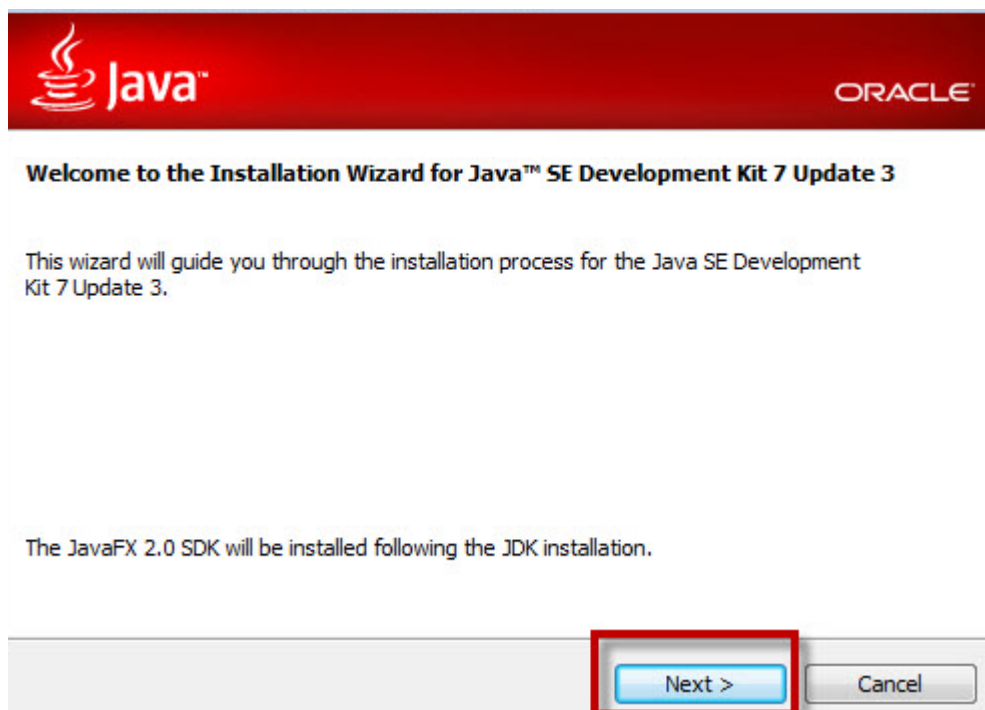 Java™
ORACLE®
Welcome to the Installation Wizard for Java™ SE Development Kit 7 Update 3
This wizard will guide you through the installation process for the Java SE Development
Kit 7 Update 3.
The JavaFX 2.0 SDK will be installed following the JDK installation.
Next >
Cancel